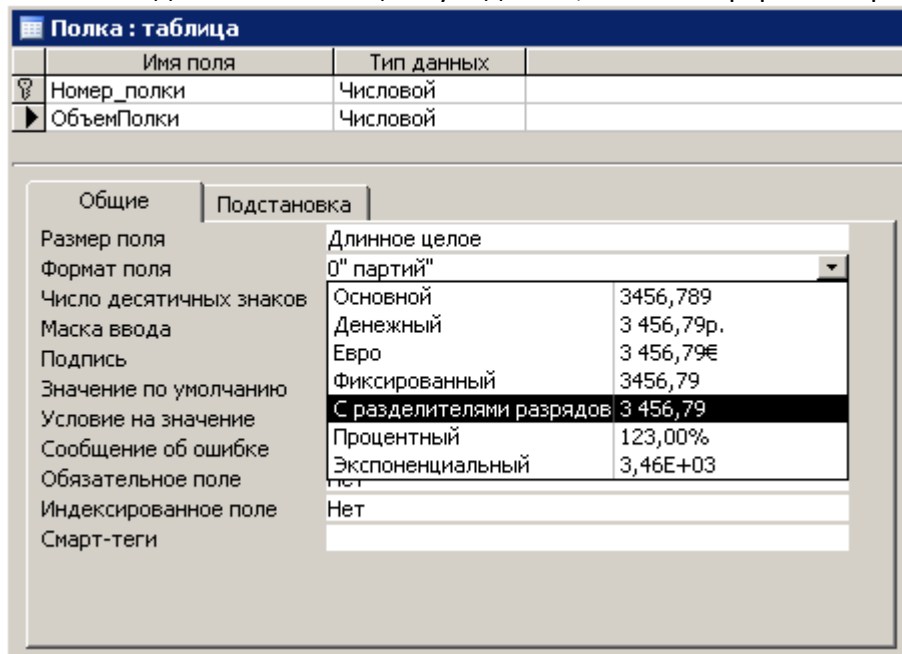 Полка : таблица
Имя поля Тип данных
Номер_полки Числовой
ОбъемПолки Числовой
Общие Подстановка
Размер поля Длинное целое
Формат поля 0" партий"
Число десятичных знаков Основной 3456,789
Маска ввода Денежный 3 456,79р.
Подпись Евро 3 456,79€
Значение по умолчанию Фиксированный 3456,79
Условие на значение С разделителями разрядов 3 456,79
Сообщение об ошибке Процентный 123,00%
Обязательное поле Экспоненциальный 3,46E+03
Индексированное поле Нет
Смарт-теги